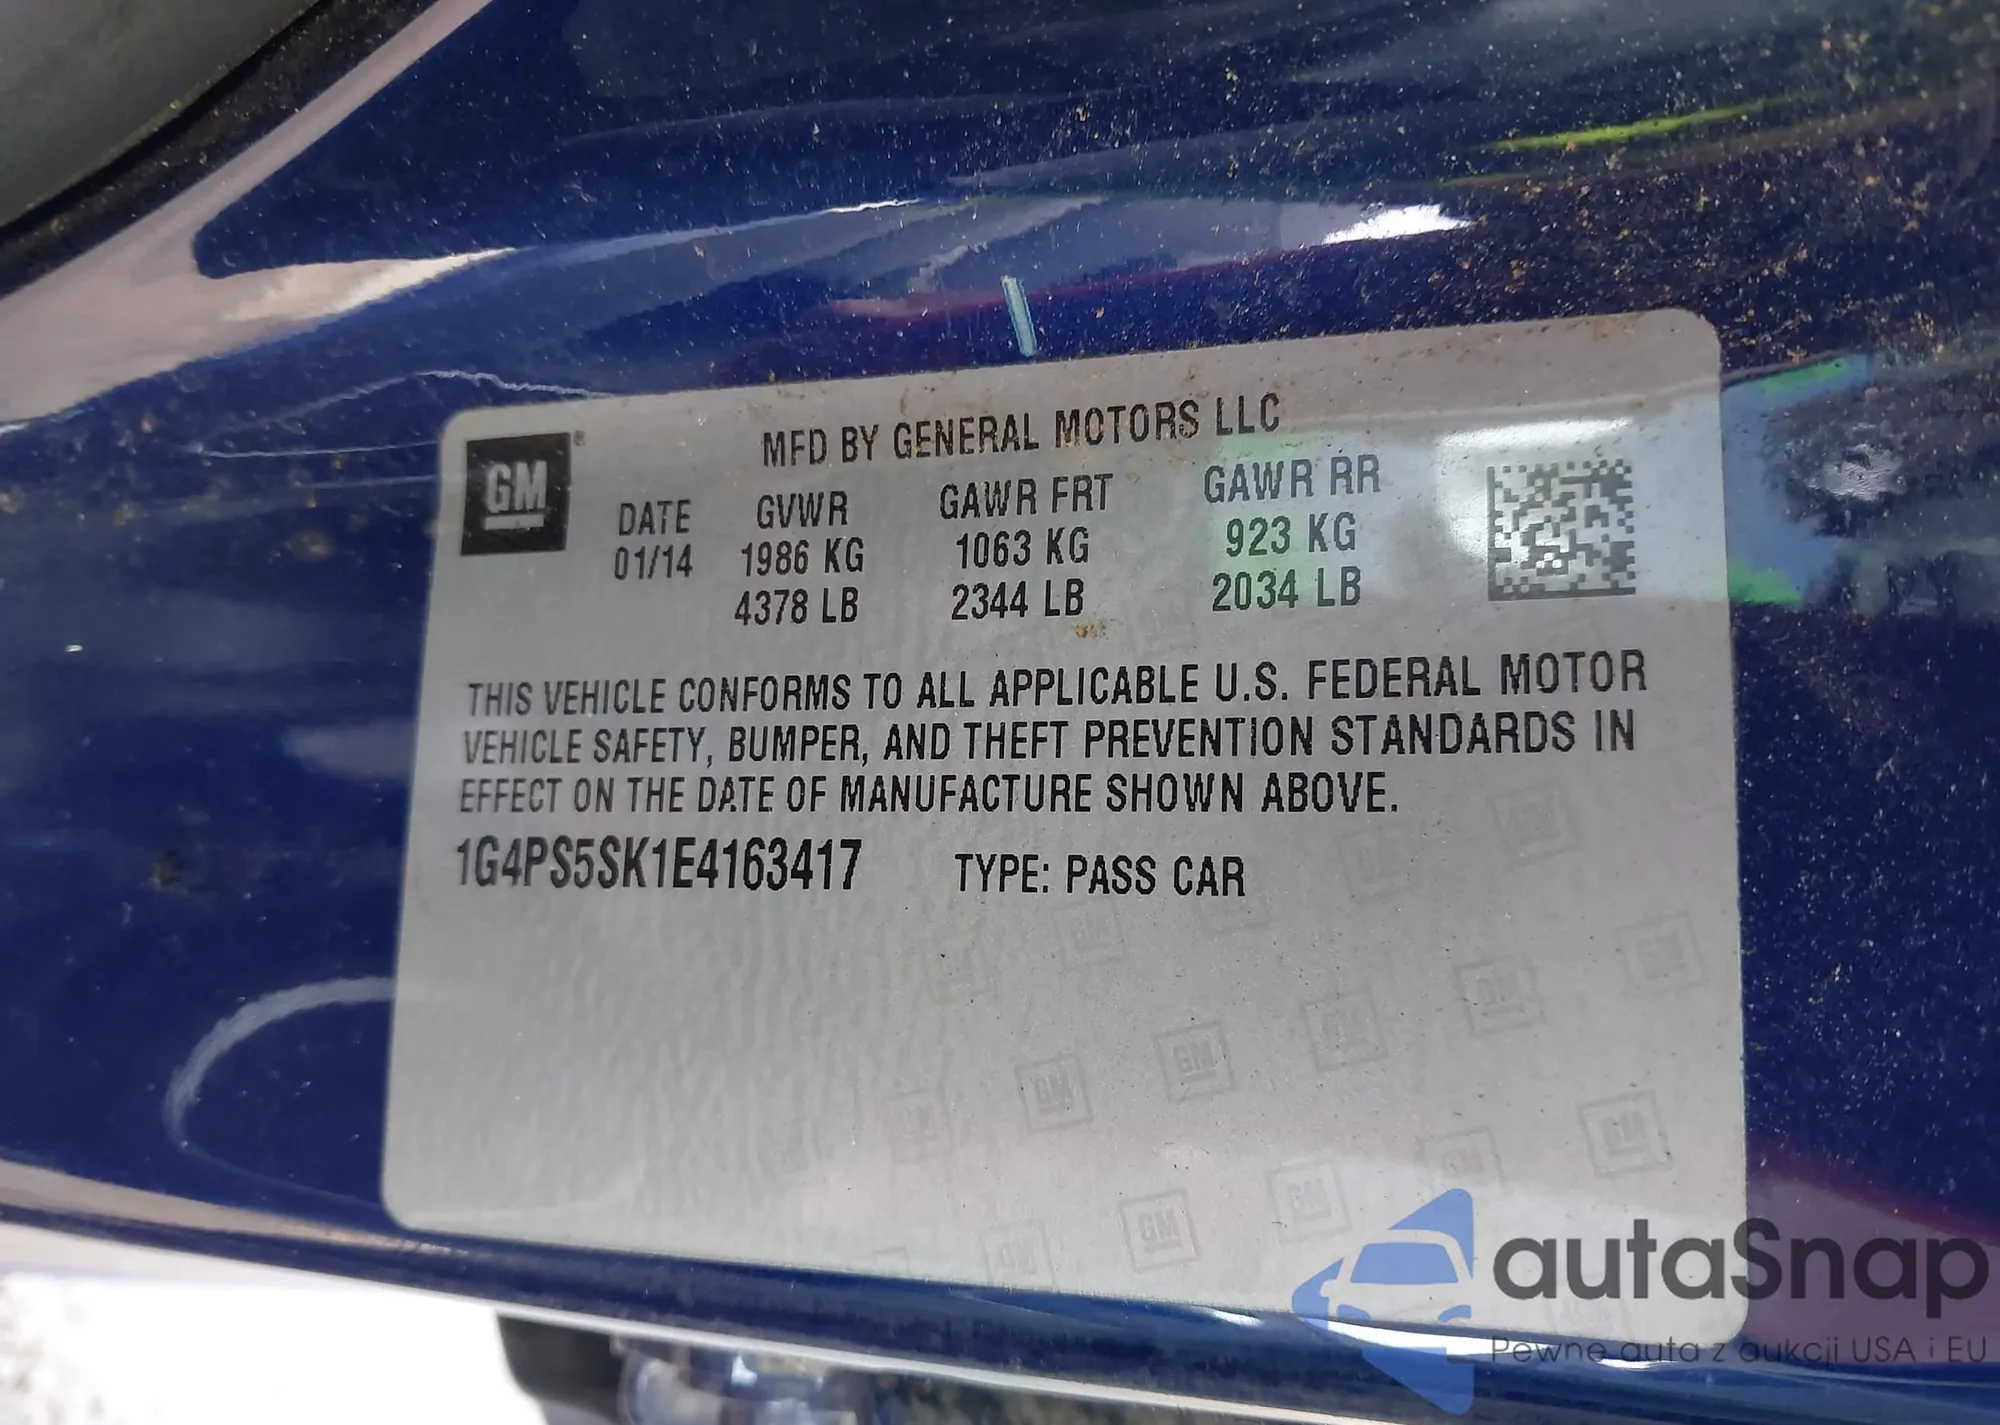 GM®
MFD BY GENERAL MOTORS LLC
DATE GVWR GAWR FRT GAWR RR
01/14 1986 KG 1063 KG 923 KG
4378 LB 2344 LB 2034 LB
THIS VEHICLE CONFORMS TO ALL APPLICABLE U.S. FEDERAL MOTOR
VEHICLE SAFETY, BUMPER, AND THEFT PREVENTION STANDARDS IN
EFFECT ON THE DATE OF MANUFACTURE SHOWN ABOVE.
1G4PS5SK1E4163417 TYPE: PASS CAR
autaSnap
Pewne auta z aukcji USA i EU